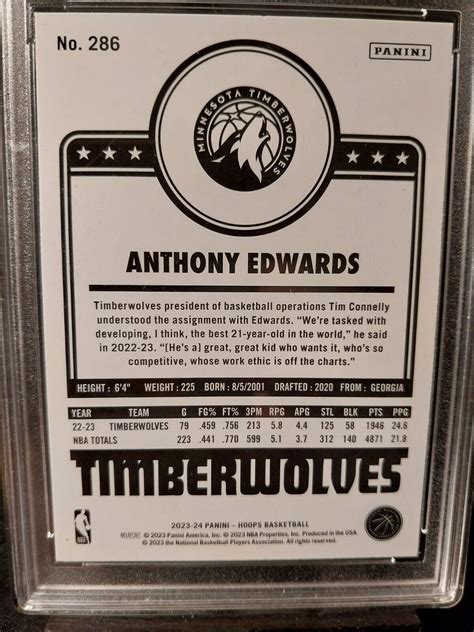 No. 286
PANINI
MINNESOTA TIMBERWOLVES
ANTHONY EDWARDS
Timberwolves president of basketball operations Tim Connelly
understood the assignment with Edwards. “We’re tasked with
developing, I think, the best 21-year-old in the world,” he said
in 2022-23. “[He’s a] great, great kid who wants it, who’s so
competitive, whose work ethic is off the charts.”
HEIGHT: 6'4" WEIGHT: 225 BORN: 8/5/2001 DRAFTED: 2020 FROM: GEORGIA
YEAR TEAM G FG% FT% 3PM RPG APG STL BLK PTS PPG
22-23 TIMBERWOLVES 79 .459 .756 213 5.8 4.4 125 58 1946 24.6
NBA TOTALS 223 .441 .770 599 5.1 3.7 312 140 4871 21.8
TIMBERWOLVES
2023-24 PANINI – HOOPS BASKETBALL
© 2023 Panini America, Inc. © 2023 NBA Properties, Inc. Produced in the USA.
© 2023 the National Basketball Players Association. All rights reserved.
NBA